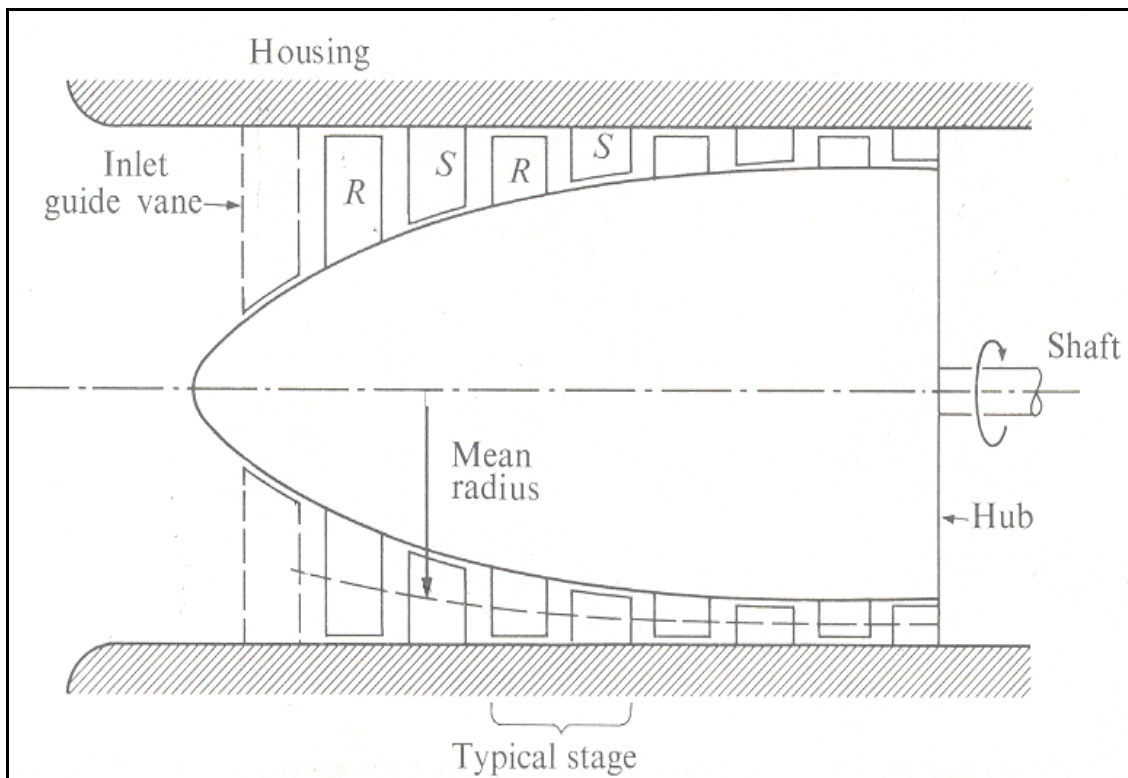 Housing
Inlet
guide vane
R
S
R
S
Shaft
Mean
radius
Hub
Typical stage